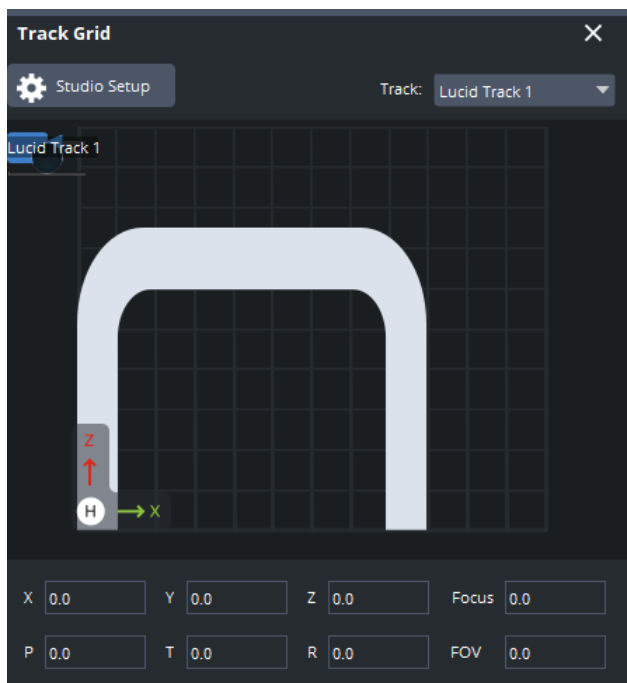 Track Grid
Studio Setup
Track: Lucid Track 1
Lucid Track 1
Z
H X
X 0.0 Y 0.0 Z 0.0 Focus 0.0
P 0.0 T 0.0 R 0.0 FOV 0.0